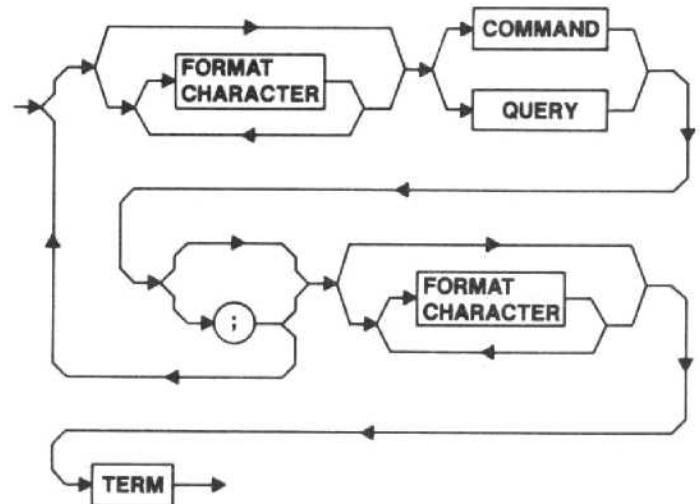 FORMAT
CHARACTER
COMMAND
QUERY
;
FORMAT
CHARACTER
TERM